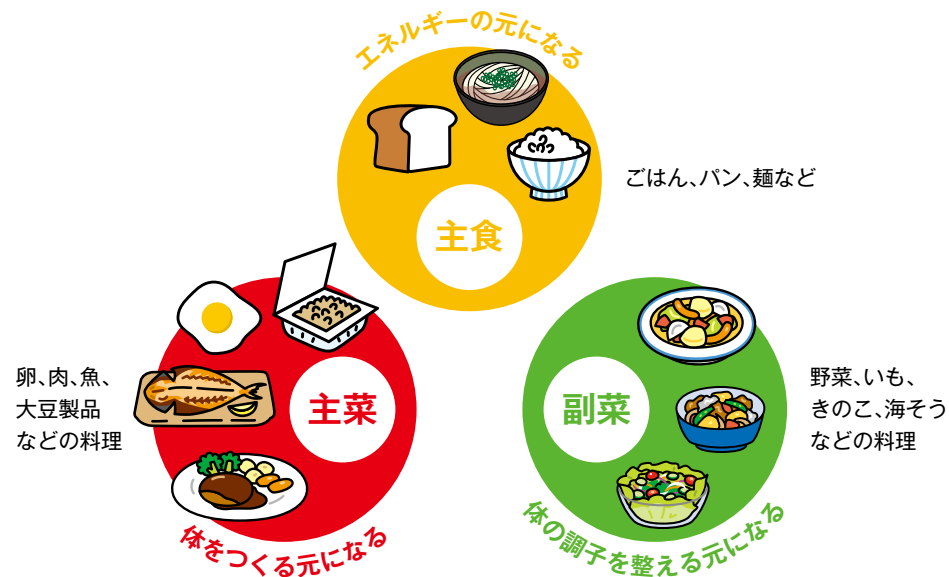 エネルギーの元になる
主食
ごはん、パン、麺など
卵、肉、魚、
大豆製品
などの料理
主菜
体をつくる元になる
副菜
野菜、いも、
きのこ、海そう
などの料理
体の調子を整える元になる